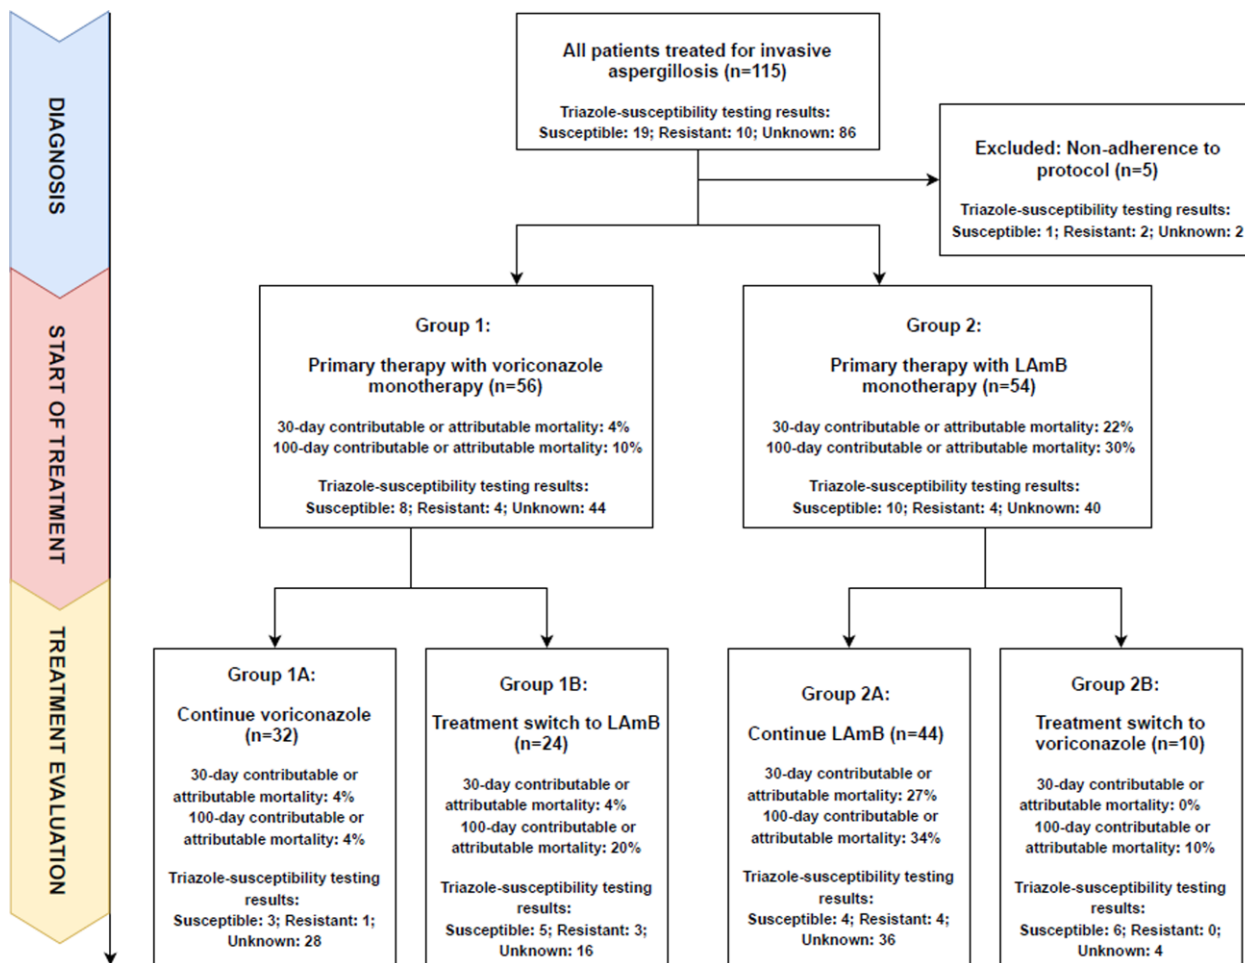 DIAGNOSIS
START OF TREATMENT
TREATMENT EVALUATION
All patients treated for invasive
aspergillosis (n=115)
Triazole-susceptibility testing results:
Susceptible: 19; Resistant: 10; Unknown: 86
Excluded: Non-adherence to
protocol (n=5)
Triazole-susceptibility testing results:
Susceptible: 1; Resistant: 2; Unknown: 2
Group 1:
Primary therapy with voriconazole
monotherapy (n=56)
30-day contributable or attributable mortality: 4%
100-day contributable or attributable mortality: 10%
Triazole-susceptibility testing results:
Susceptible: 8; Resistant: 4; Unknown: 44
Group 2:
Primary therapy with LAmB
monotherapy (n=54)
30-day contributable or attributable mortality: 22%
100-day contributable or attributable mortality: 30%
Triazole-susceptibility testing results:
Susceptible: 10; Resistant: 4; Unknown: 40
Group 1A:
Continue voriconazole
(n=32)
30-day contributable or
attributable mortality: 4%
100-day contributable or
attributable mortality: 4%
Triazole-susceptibility testing
results:
Susceptible: 3; Resistant: 1;
Unknown: 28
Group 1B:
Treatment switch to LAmB
(n=24)
30-day contributable or
attributable mortality: 4%
100-day contributable or
attributable mortality: 20%
Triazole-susceptibility testing
results:
Susceptible: 5; Resistant: 3;
Unknown: 16
Group 2A:
Continue LAmB (n=44)
30-day contributable or
attributable mortality: 27%
100-day contributable or
attributable mortality: 34%
Triazole-susceptibility testing
results:
Susceptible: 4; Resistant: 4;
Unknown: 36
Group 2B:
Treatment switch to
voriconazole (n=10)
30-day contributable or
attributable mortality: 0%
100-day contributable or
attributable mortality: 10%
Triazole-susceptibility testing
results:
Susceptible: 6; Resistant: 0;
Unknown: 4